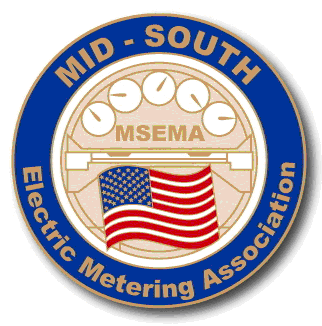 MID - SOUTH
MSEMA
Electric Metering Association